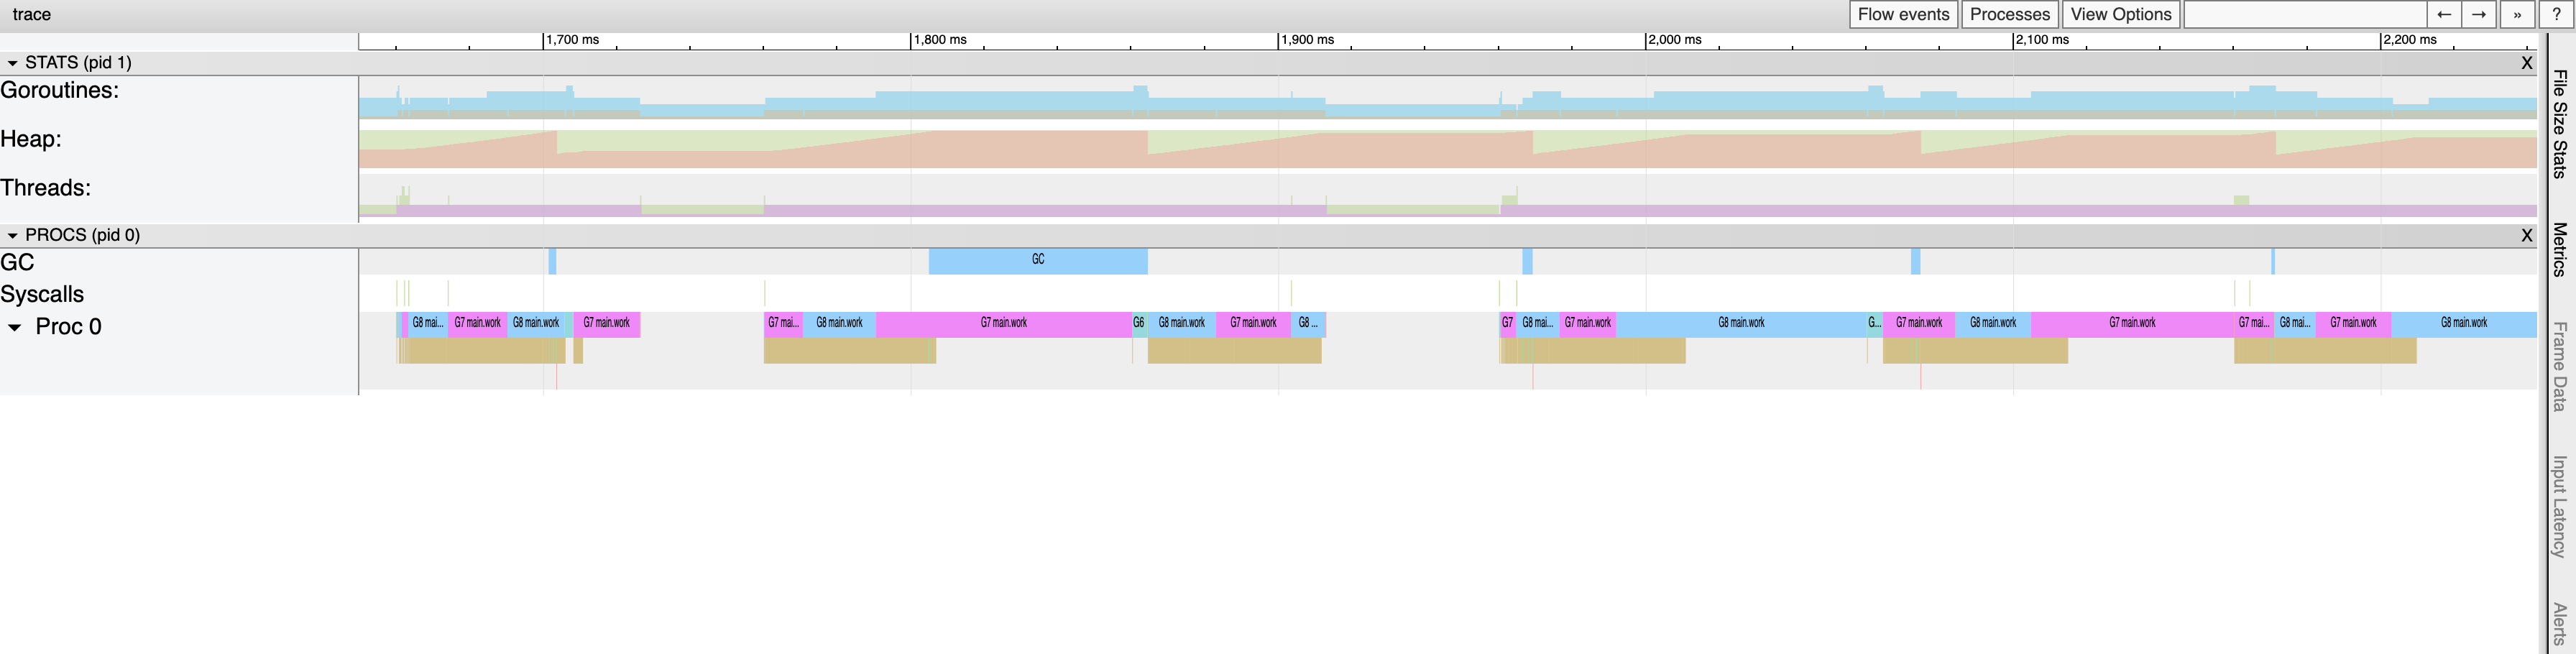 trace Flow events Processes View Options ← → » ?
1,700 ms 1,800 ms 1,900 ms 2,000 ms 2,100 ms 2,200 ms
STATS (pid 1) X
Goroutines:
Heap:
Threads:
PROCS (pid 0) X
GC GC
Syscalls
Proc 0 G8 mai... G7 main.work G8 main.work G7 main.work G7 mai... G8 main.work G7 main.work G6 G8 main.work G7 main.work G8 ... G7 G8 mai... G7 main.work G8 main.work G... G7 main.work G8 main.work G7 main.work G7 mai... G8 mai... G7 main.work G8 main.work
File Size Stats
Metrics
Frame Data
Input Latency
Alerts